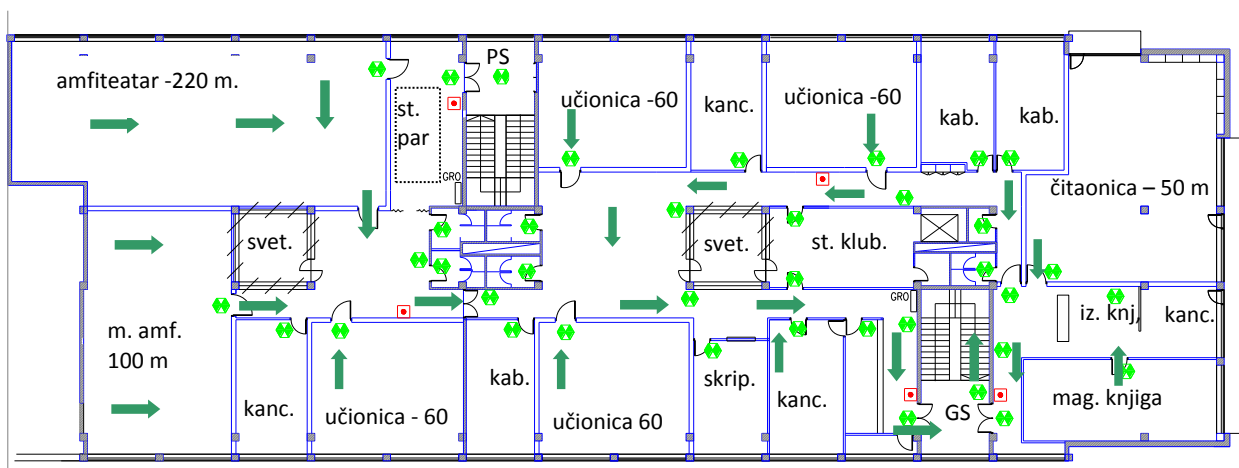 amfiteatar -220 m.
st.
par
PS
učionica -60
kanc.
učionica -60
kab.
kab.
GRO
čitaonica – 50 m
svet.
svet.
st. klub.
GRO
iz. knj,
kanc.
m. amf.
100 m
kanc.
učionica - 60
kab.
učionica 60
skrip.
kanc.
GS
mag. knjiga